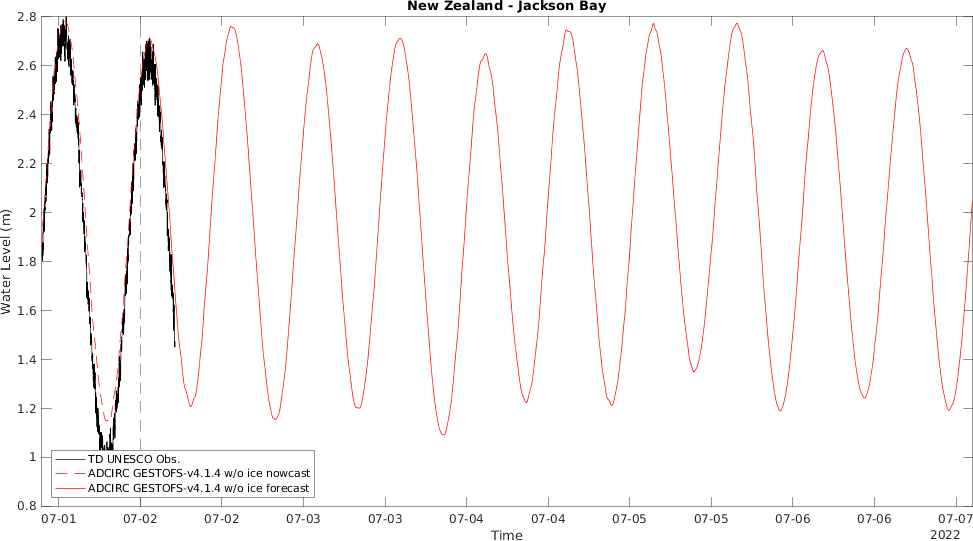 New Zealand - Jackson Bay
Water Level (m)
2.8
2.6
2.4
2.2
2
1.8
1.6
1.4
1.2
1
0.8
TD UNESCO Obs.
ADCIRC GESTOFS-v4.1.4 w/o ice nowcast
ADCIRC GESTOFS-v4.1.4 w/o ice forecast
07-01 07-02 07-02 07-03 07-03 07-04 07-04 07-05 07-05 07-06 07-06 07-07
Time 2022